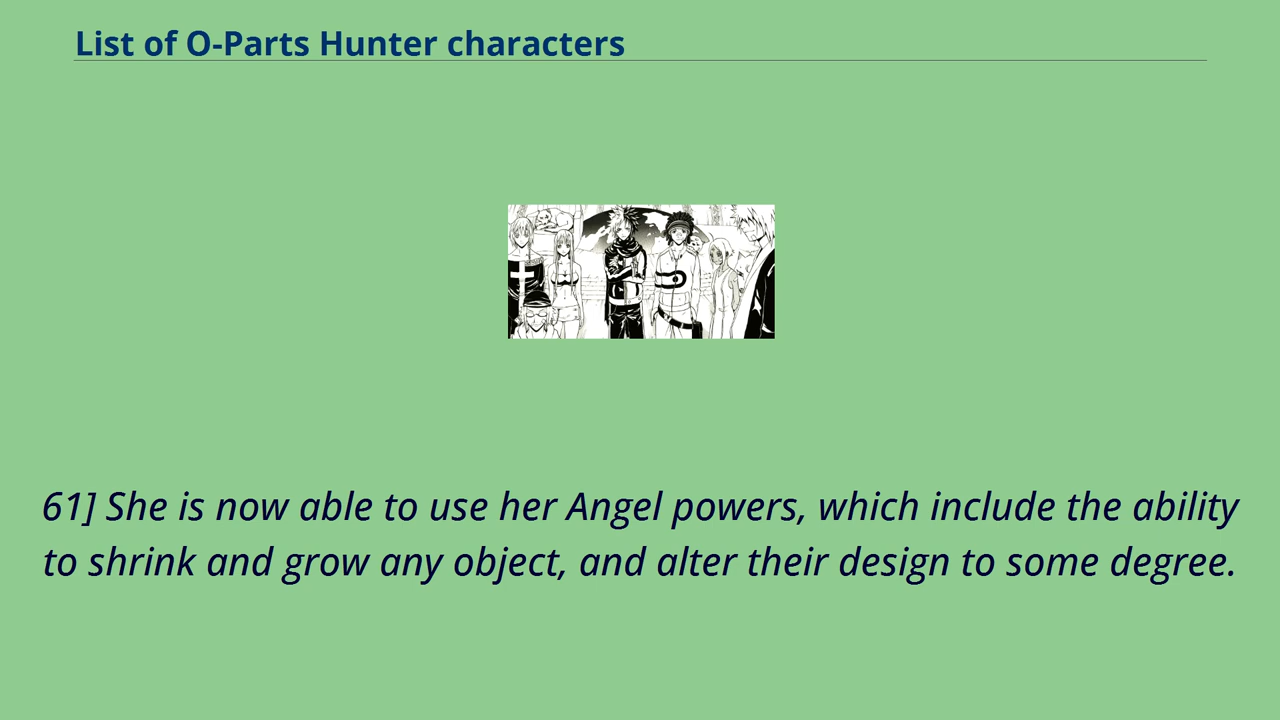 List of O-Parts Hunter characters
61] She is now able to use her Angel powers, which include the ability
to shrink and grow any object, and alter their design to some degree.